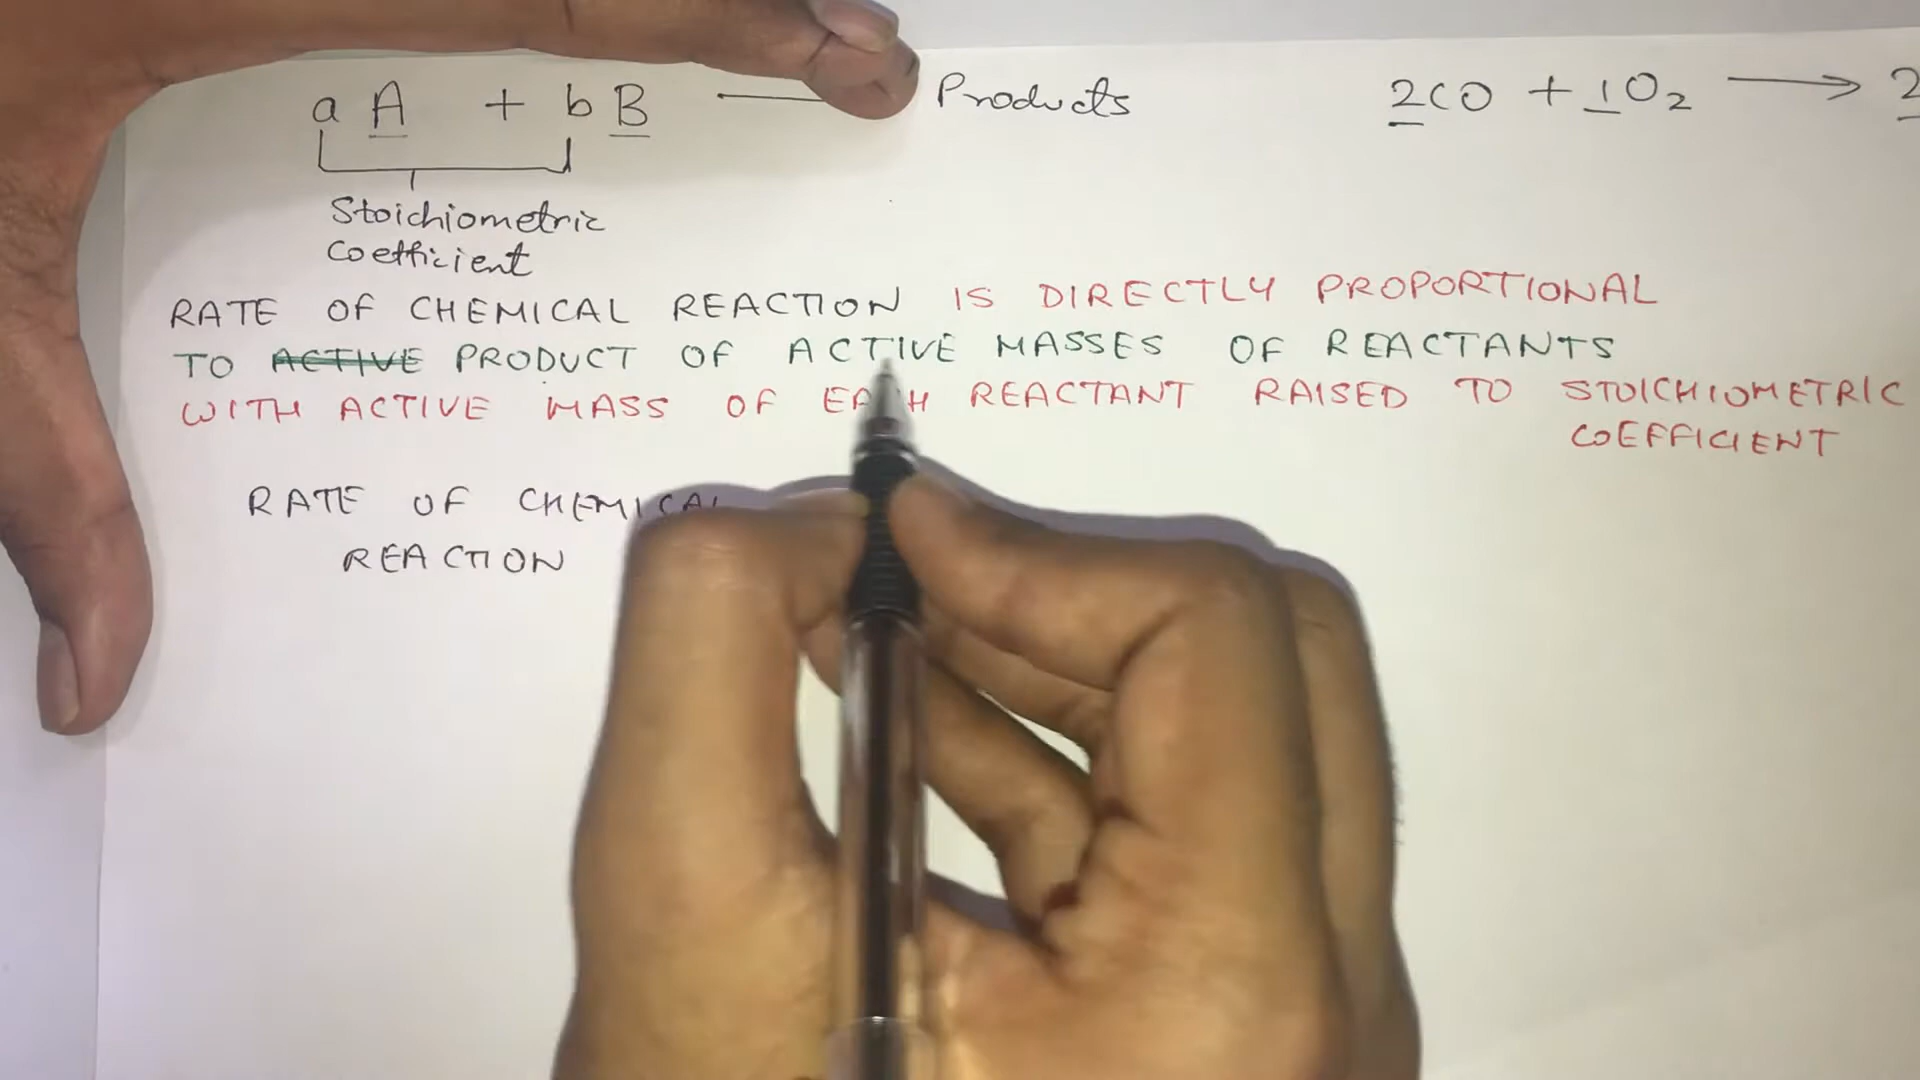 a A + b B → Products 2CO + 1O₂ → 2
Stoichiometric
Coefficient
RATE OF CHEMICAL REACTION IS DIRECTLY PROPORTIONAL
TO ACTIVE PRODUCT OF ACTIVE MASSES OF REACTANTS
WITH ACTIVE MASS OF EACH REACTANT RAISED TO STOICHIOMETRIC
COEFFICIENT
RATE OF CHEMICAL
REACTION